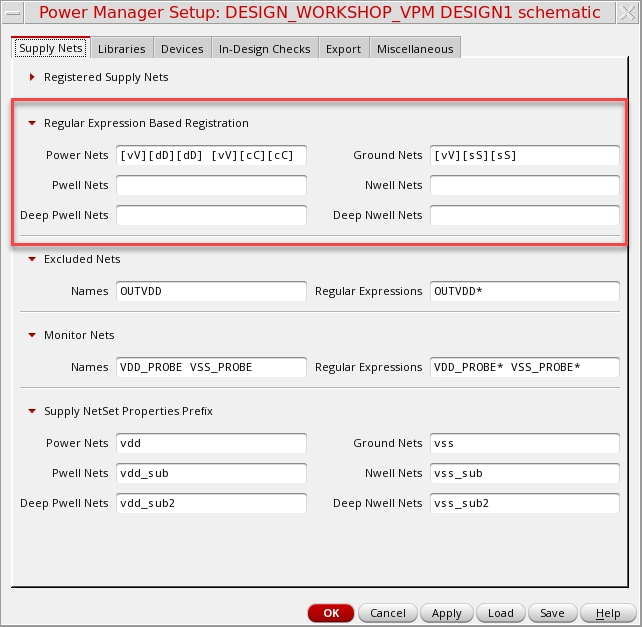 Power Manager Setup: DESIGN_WORKSHOP_VPM DESIGN1 schematic
Supply Nets Libraries Devices In-Design Checks Export Miscellaneous
Registered Supply Nets
Regular Expression Based Registration
Power Nets [vV][dD][dD] [vV][cC][cC] Ground Nets [vV][sS][sS]
Pwell Nets Nwell Nets
Deep Pwell Nets Deep Nwell Nets
Excluded Nets
Names OUTVDD Regular Expressions OUTVDD*
Monitor Nets
Names VDD_PROBE VSS_PROBE Regular Expressions VDD_PROBE* VSS_PROBE*
Supply NetSet Properties Prefix
Power Nets vdd Ground Nets vss
Pwell Nets vdd_sub Nwell Nets vss_sub
Deep Pwell Nets vdd_sub2 Deep Nwell Nets vss_sub2
OK Cancel Apply Load Save Help